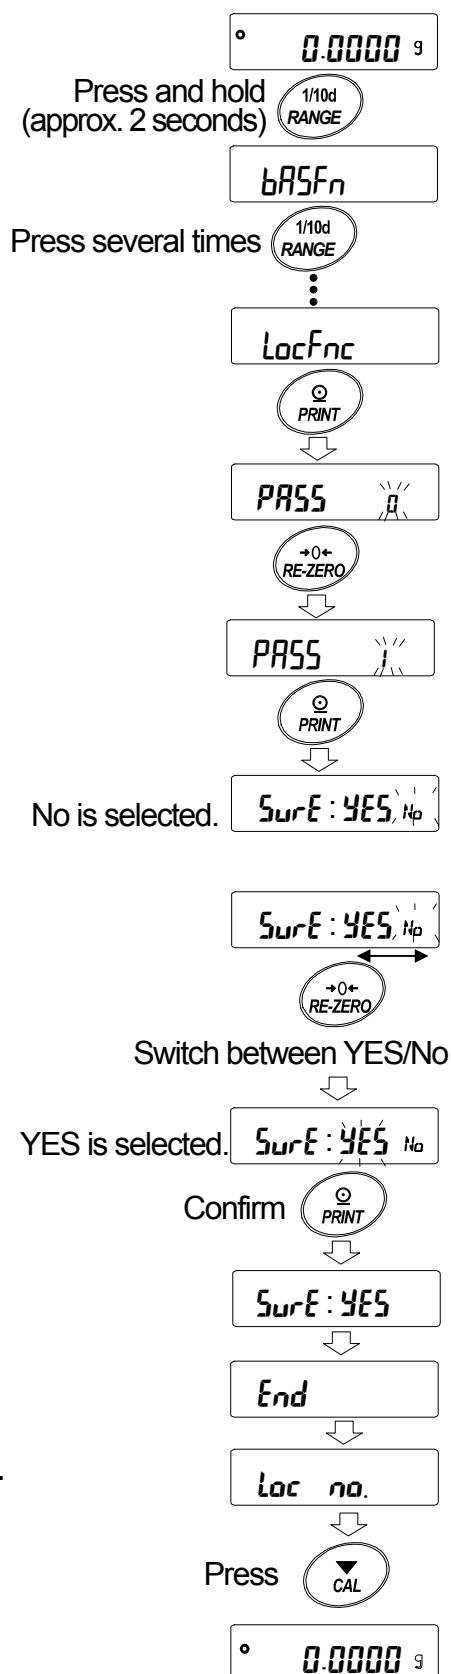 0.0000 g
Press and hold
(approx. 2 seconds)
1/10d
RANGE
bASFn
Press several times
1/10d
RANGE
LocFnc
PRINT
PASS 0
→0←
RE-ZERO
PASS 1
PRINT
No is selected.
SurE:YES No
SurE:YES No
→0←
RE-ZERO
Switch between YES/No
YES is selected.
SurE:YES No
Confirm
PRINT
SurE:YES
End
.
Loc no.
Press
CAL
0.0000 g